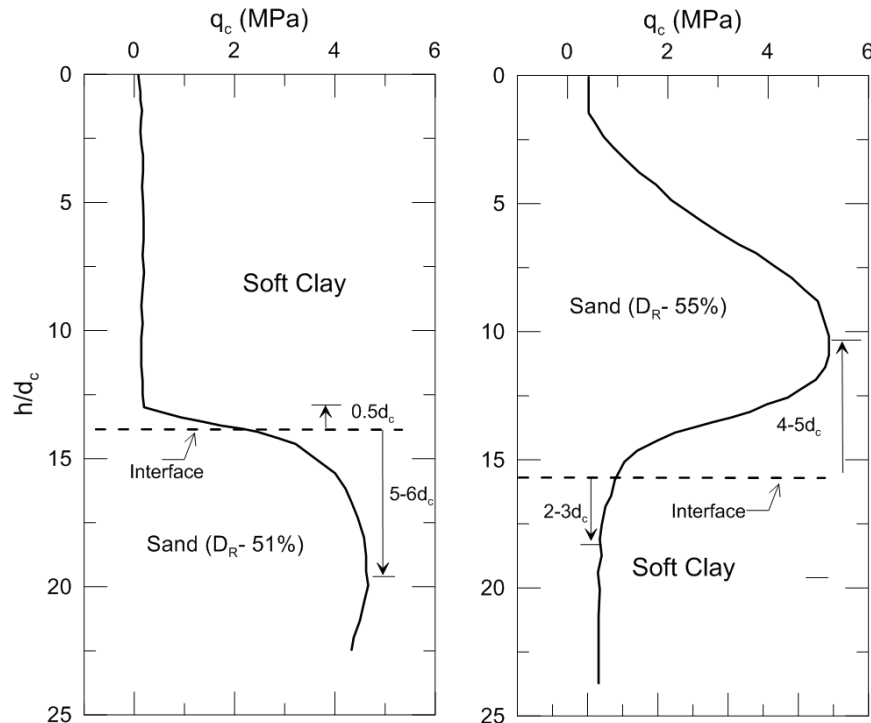 q_c (MPa)
0 2 4 6
0
5
10
15
20
25
h/d_c
Soft Clay
0.5d_c
Interface
5-6d_c
Sand (D_R- 51%)
q_c (MPa)
0 2 4 6
0
5
10
15
20
25
Sand (D_R- 55%)
4-5d_c
2-3d_c
Interface
Soft Clay